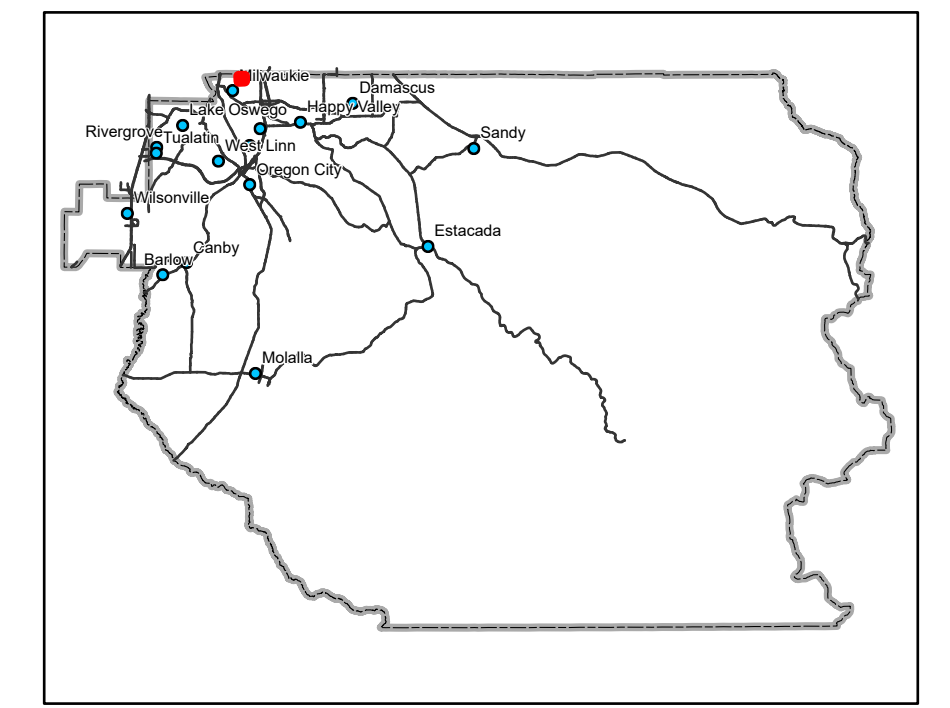 Milwaukie
Damascus
Lake Oswego
Happy Valley
Rivergrove
Tualatin
West Linn
Sandy
Oregon City
Wilsonville
Estacada
Canby
Barlow
Molalla